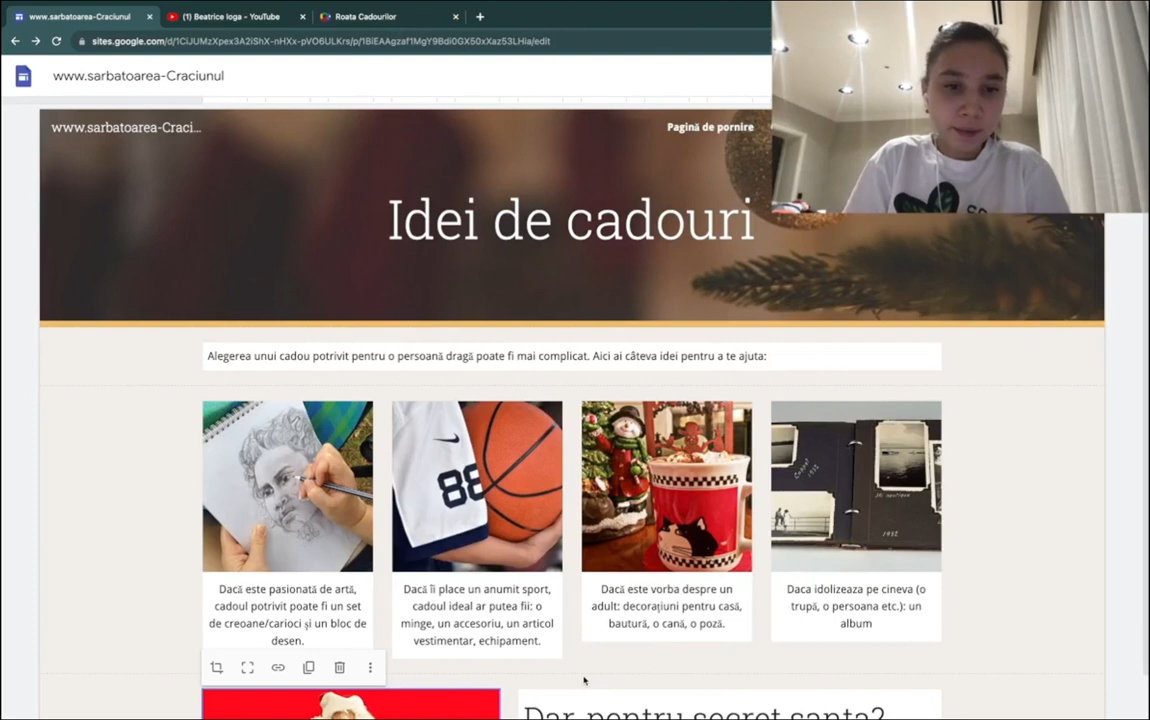 www.sarbatoarea-Craciunul
(1) Beatrice Ioga - YouTube
Roata Cadourilor
sites.google.com/d/1CiJUMzXpex3A2iShX-nHXx-pVO6ULKrs/p/1BiEAAgzaf1MgY9Bdi0GX50xXaz53LHia/edit
www.sarbatoarea-Craciunul
www.sarbatoarea-Craci...
Pagină de pornire
Idei de cadouri
Alegerea unui cadou potrivit pentru o persoană dragă poate fi mai complicat. Aici ai câteva idei pentru a te ajuta:
88
Dacă este pasionată de artă,
cadoul potrivit poate fi un set
de creoane/carioci și un bloc de
desen.
Dacă îi place un anumit sport,
cadoul ideal ar putea fii: o
minge, un accesoriu, un articol
vestimentar, echipament.
Dacă este vorba despre un
adult: decorațiuni pentru casă,
bautură, o cană, o poză.
1932
Daca idolizeaza pe cineva (o
trupă, o persoana etc.): un
album
Dar, pentru secret santa?